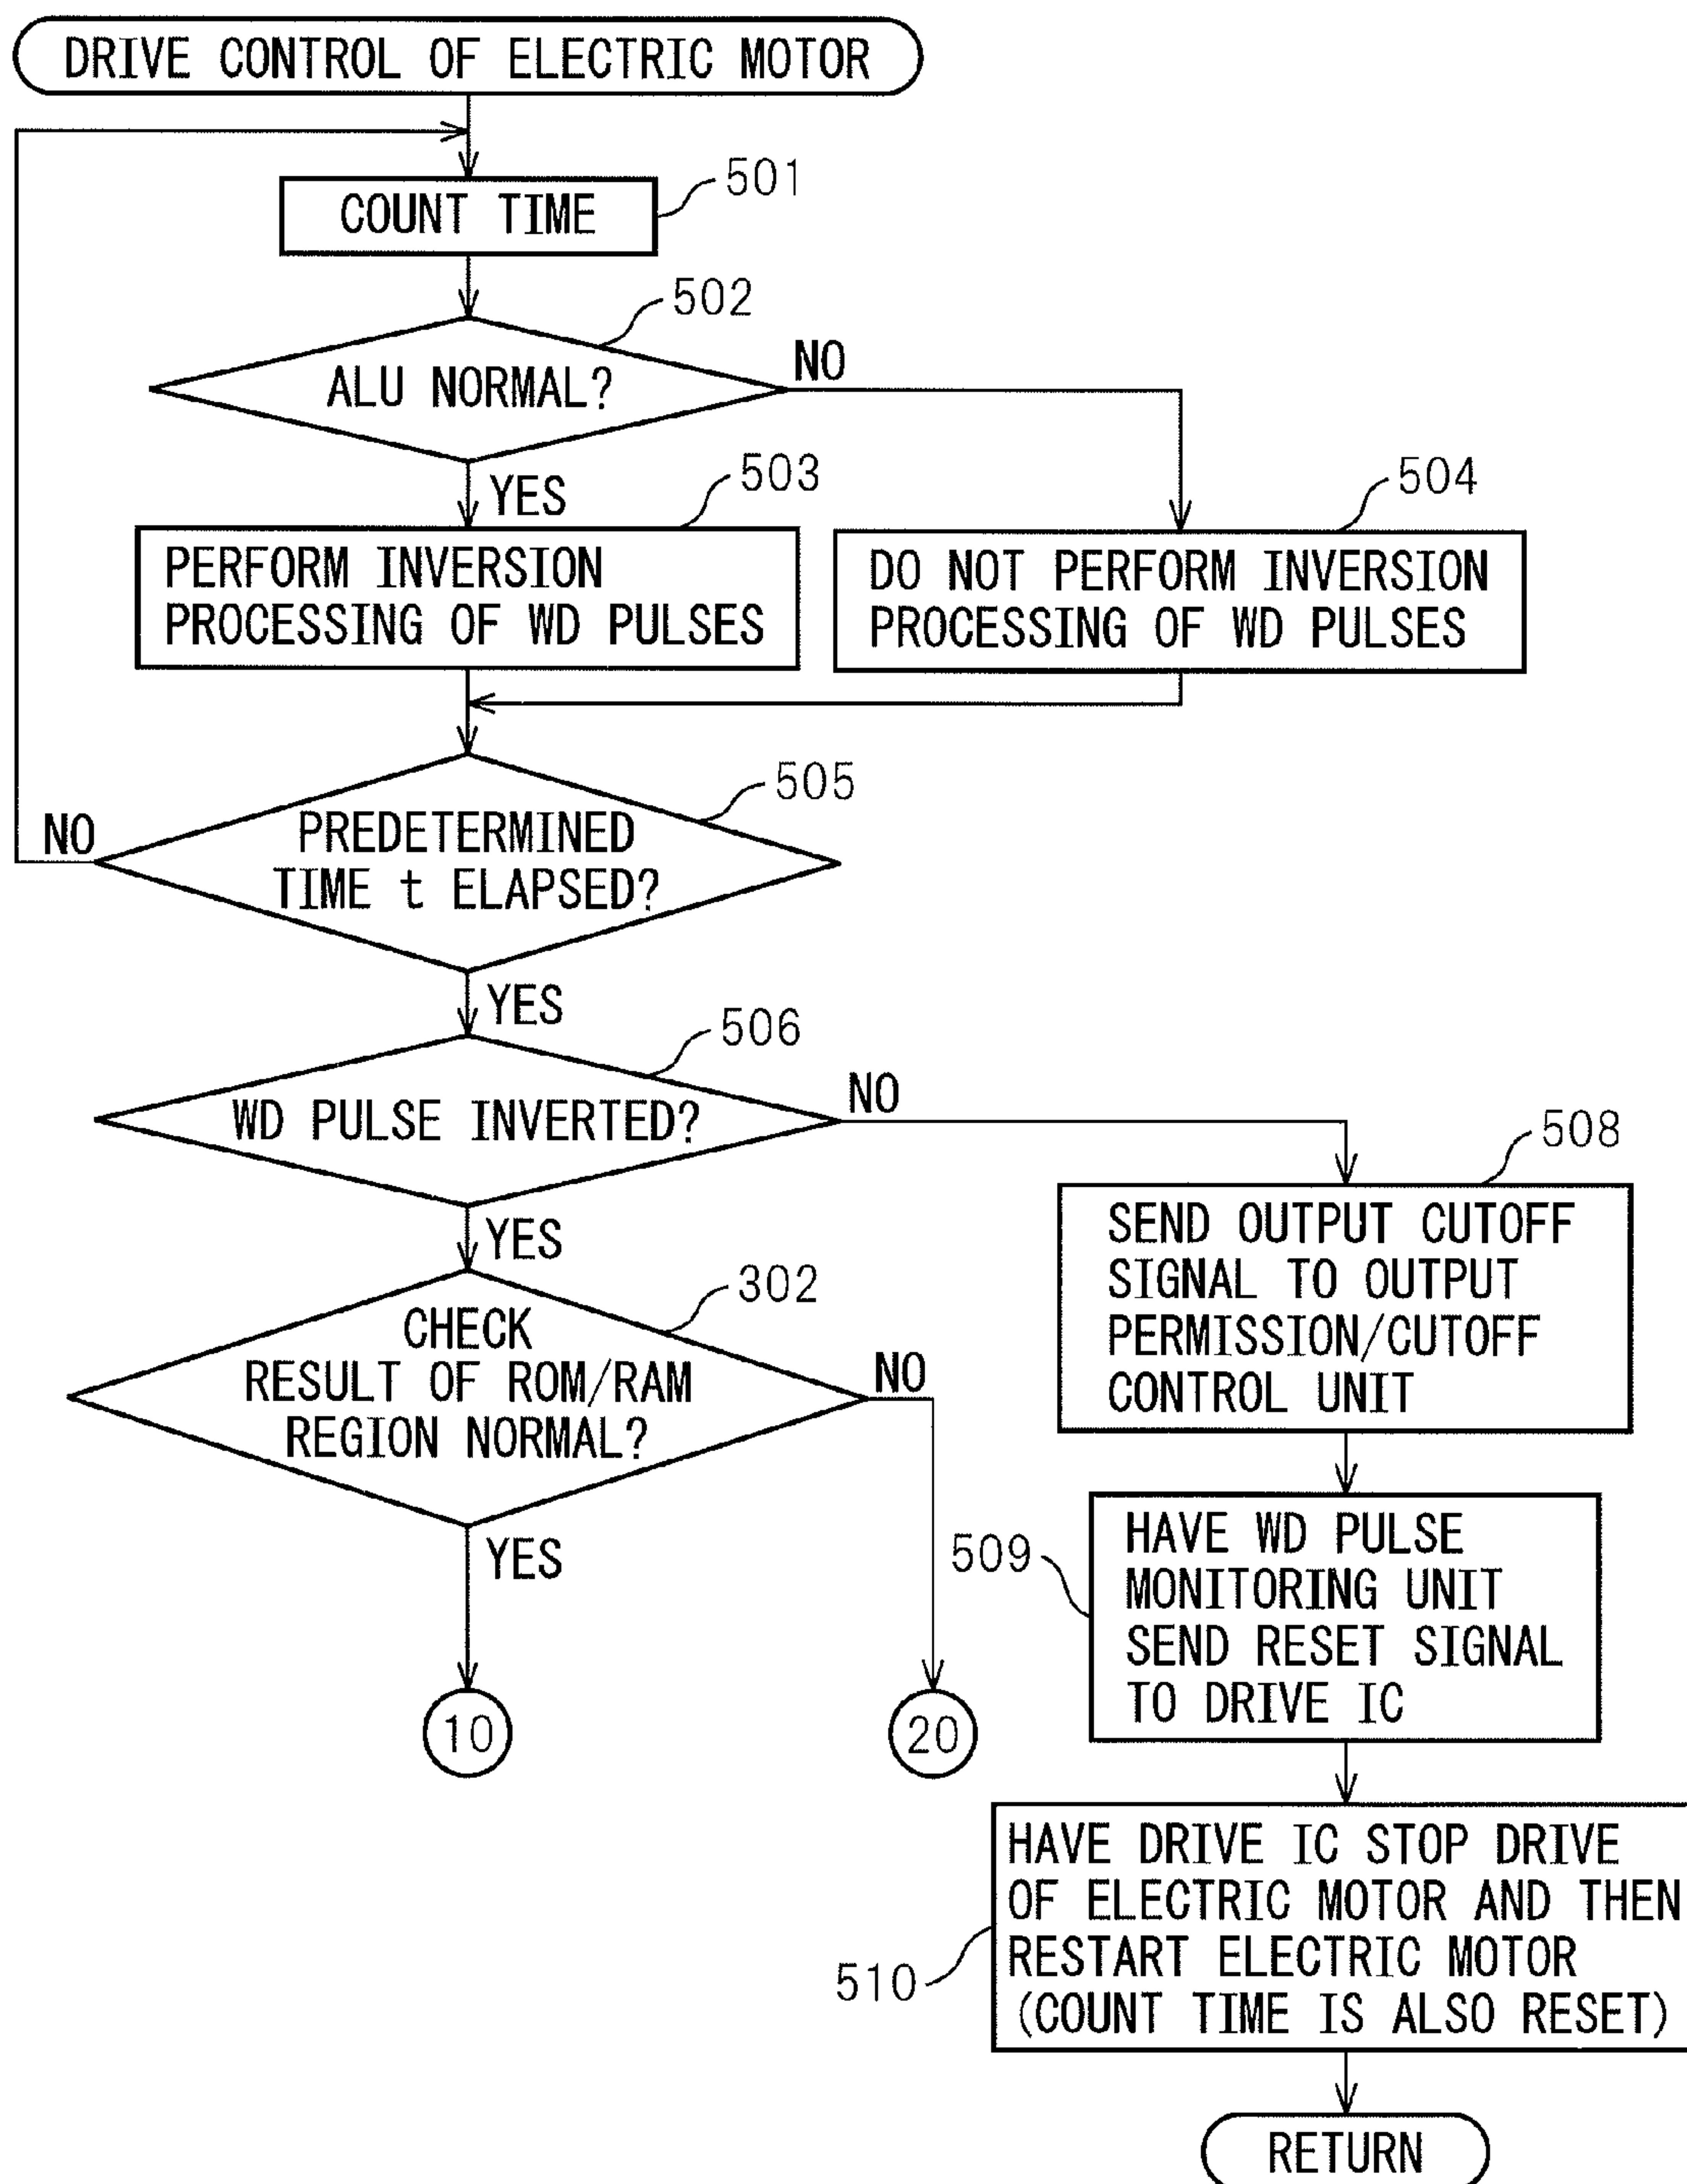 DRIVE CONTROL OF ELECTRIC MOTOR
501
COUNT TIME
502
ALU NORMAL?
NO
YES
503
PERFORM INVERSION
PROCESSING OF WD PULSES
504
DO NOT PERFORM INVERSION
PROCESSING OF WD PULSES
505
PREDETERMINED
TIME t ELAPSED?
NO
YES
506
WD PULSE INVERTED?
NO
YES
302
CHECK
RESULT OF ROM/RAM
REGION NORMAL?
NO
YES
10
20
508
SEND OUTPUT CUTOFF
SIGNAL TO OUTPUT
PERMISSION/CUTOFF
CONTROL UNIT
509
HAVE WD PULSE
MONITORING UNIT
SEND RESET SIGNAL
TO DRIVE IC
510
HAVE DRIVE IC STOP DRIVE
OF ELECTRIC MOTOR AND THEN
RESTART ELECTRIC MOTOR
(COUNT TIME IS ALSO RESET)
RETURN